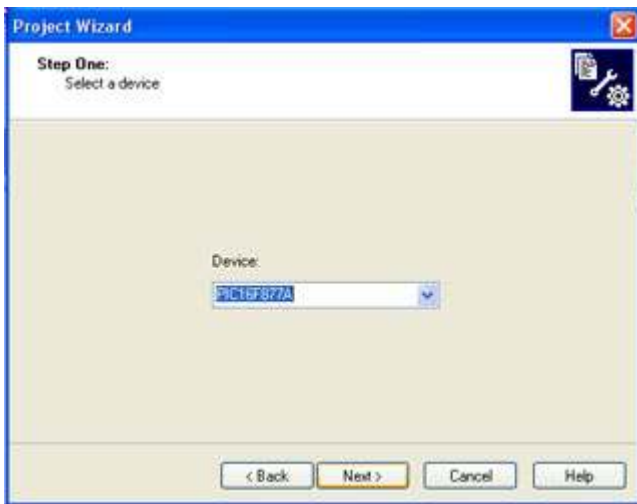 Project Wizard
Step One:
Select a device
Device:
PIC16F877A
< Back
Next >
Cancel
Help